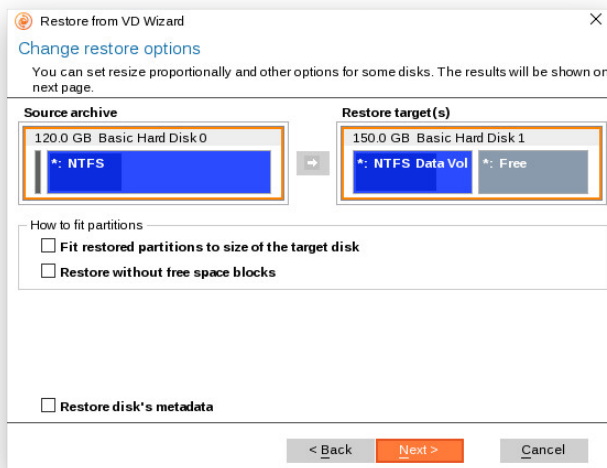 Restore from VD Wizard
Change restore options
You can set resize proportionally and other options for some disks. The results will be shown on
next page.
Source archive
Restore target(s)
120.0 GB Basic Hard Disk 0
150.0 GB Basic Hard Disk 1
*: NTFS
*: NTFS Data Vol
*: Free
How to fit partitions
Fit restored partitions to size of the target disk
Restore without free space blocks
Restore disk's metadata
< Back
Next >
Cancel